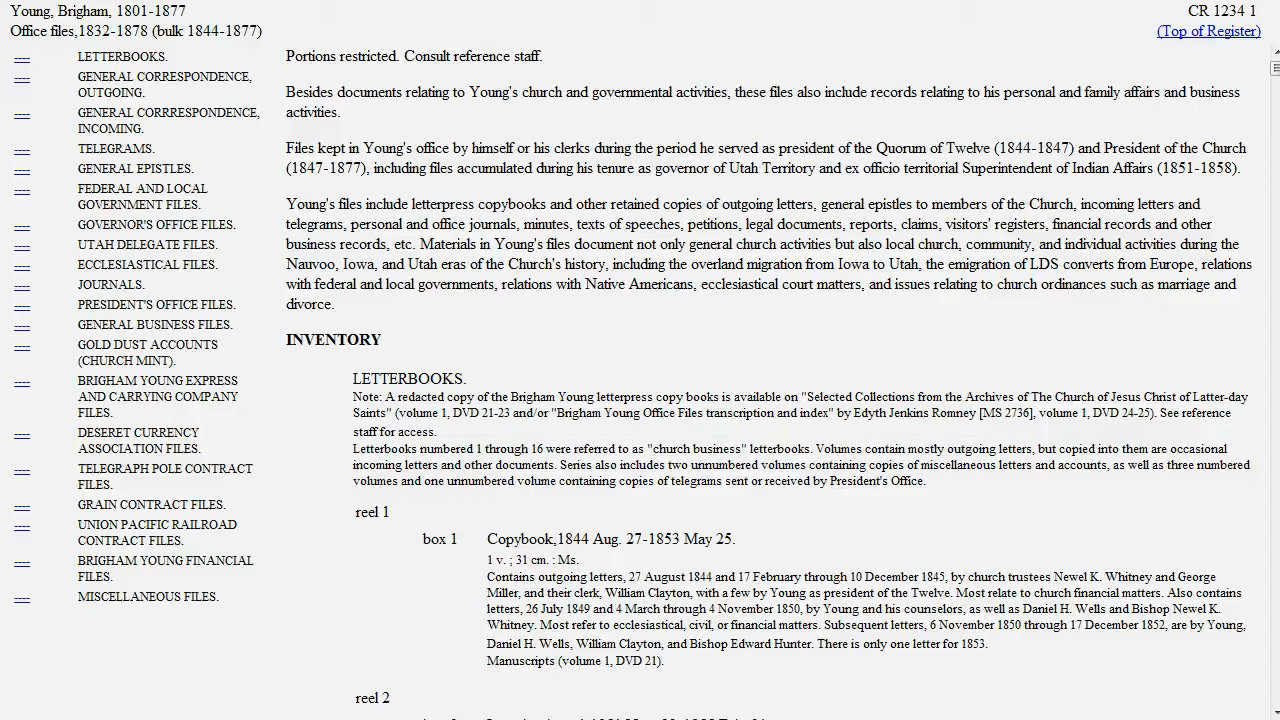 Young, Brigham, 1801-1877
CR 1234 1
Office files,1832-1878 (bulk 1844-1877)
(Top of Register)
---- LETTERBOOKS.
---- GENERAL CORRESPONDENCE,
OUTGOING.
---- GENERAL CORRRESPONDENCE,
INCOMING.
---- TELEGRAMS.
---- GENERAL EPISTLES.
---- FEDERAL AND LOCAL
GOVERNMENT FILES.
---- GOVERNOR'S OFFICE FILES.
---- UTAH DELEGATE FILES.
---- ECCLESIASTICAL FILES.
---- JOURNALS.
---- PRESIDENT'S OFFICE FILES.
---- GENERAL BUSINESS FILES.
---- GOLD DUST ACCOUNTS
(CHURCH MINT).
---- BRIGHAM YOUNG EXPRESS
AND CARRYING COMPANY
FILES.
---- DESERET CURRENCY
ASSOCIATION FILES.
---- TELEGRAPH POLE CONTRACT
FILES.
---- GRAIN CONTRACT FILES.
---- UNION PACIFIC RAILROAD
CONTRACT FILES.
---- BRIGHAM YOUNG FINANCIAL
FILES.
---- MISCELLANEOUS FILES.
Portions restricted. Consult reference staff.
Besides documents relating to Young's church and governmental activities, these files also include records relating to his personal and family affairs and business
activities.
Files kept in Young's office by himself or his clerks during the period he served as president of the Quorum of Twelve (1844-1847) and President of the Church
(1847-1877), including files accumulated during his tenure as governor of Utah Territory and ex officio territorial Superintendent of Indian Affairs (1851-1858).
Young's files include letterpress copybooks and other retained copies of outgoing letters, general epistles to members of the Church, incoming letters and
telegrams, personal and office journals, minutes, texts of speeches, petitions, legal documents, reports, claims, visitors' registers, financial records and other
business records, etc. Materials in Young's files document not only general church activities but also local church, community, and individual activities during the
Nauvoo, Iowa, and Utah eras of the Church's history, including the overland migration from Iowa to Utah, the emigration of LDS converts from Europe, relations
with federal and local governments, relations with Native Americans, ecclesiastical court matters, and issues relating to church ordinances such as marriage and
divorce.
INVENTORY
LETTERBOOKS.
Note: A redacted copy of the Brigham Young letterpress copy books is available on "Selected Collections from the Archives of The Church of Jesus Christ of Latter-day
Saints" (volume 1, DVD 21-23 and/or "Brigham Young Office Files transcription and index" by Edyth Jenkins Romney [MS 2736], volume 1, DVD 24-25). See reference
staff for access.
Letterbooks numbered 1 through 16 were referred to as "church business" letterbooks. Volumes contain mostly outgoing letters, but copied into them are occasional
incoming letters and other documents. Series also includes two unnumbered volumes containing copies of miscellaneous letters and accounts, as well as three numbered
volumes and one unnumbered volume containing copies of telegrams sent or received by President's Office.
reel 1
box 1 Copybook,1844 Aug. 27-1853 May 25.
1 v. ; 31 cm. : Ms.
Contains outgoing letters, 27 August 1844 and 17 February through 10 December 1845, by church trustees Newel K. Whitney and George
Miller, and their clerk, William Clayton, with a few by Young as president of the Twelve. Most relate to church financial matters. Also contains
letters, 26 July 1849 and 4 March through 4 November 1850, by Young and his counselors, as well as Daniel H. Wells and Bishop Newel K.
Whitney. Most refer to ecclesiastical, civil, or financial matters. Subsequent letters, 6 November 1850 through 17 December 1852, are by Young,
Daniel H. Wells, William Clayton, and Bishop Edward Hunter. There is only one letter for 1853.
Manuscripts (volume 1, DVD 21).
reel 2